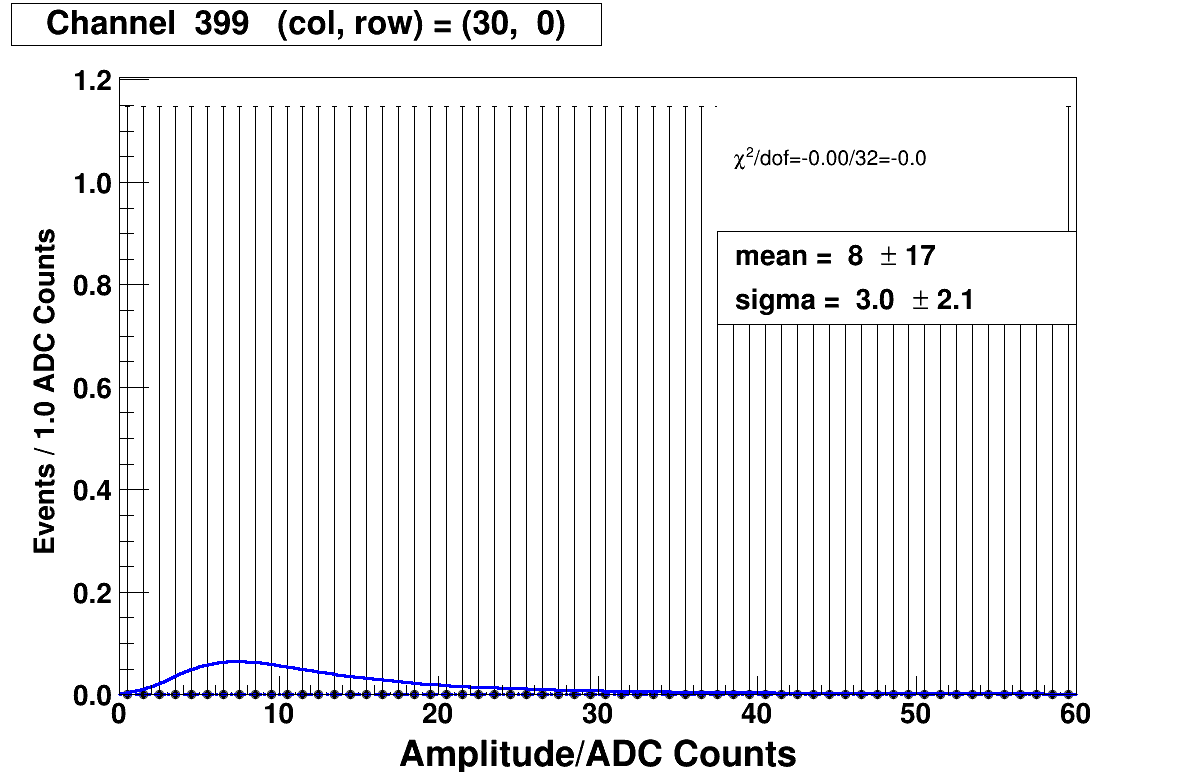 Channel 399 (col, row) = (30, 0)
1.2
1.0
0.8
0.6
0.4
0.2
0.0
Events / 1.0 ADC Counts
χ²/dof=-0.00/32=-0.0
mean = 8 ± 17
sigma = 3.0 ± 2.1
0 10 20 30 40 50 60
Amplitude/ADC Counts